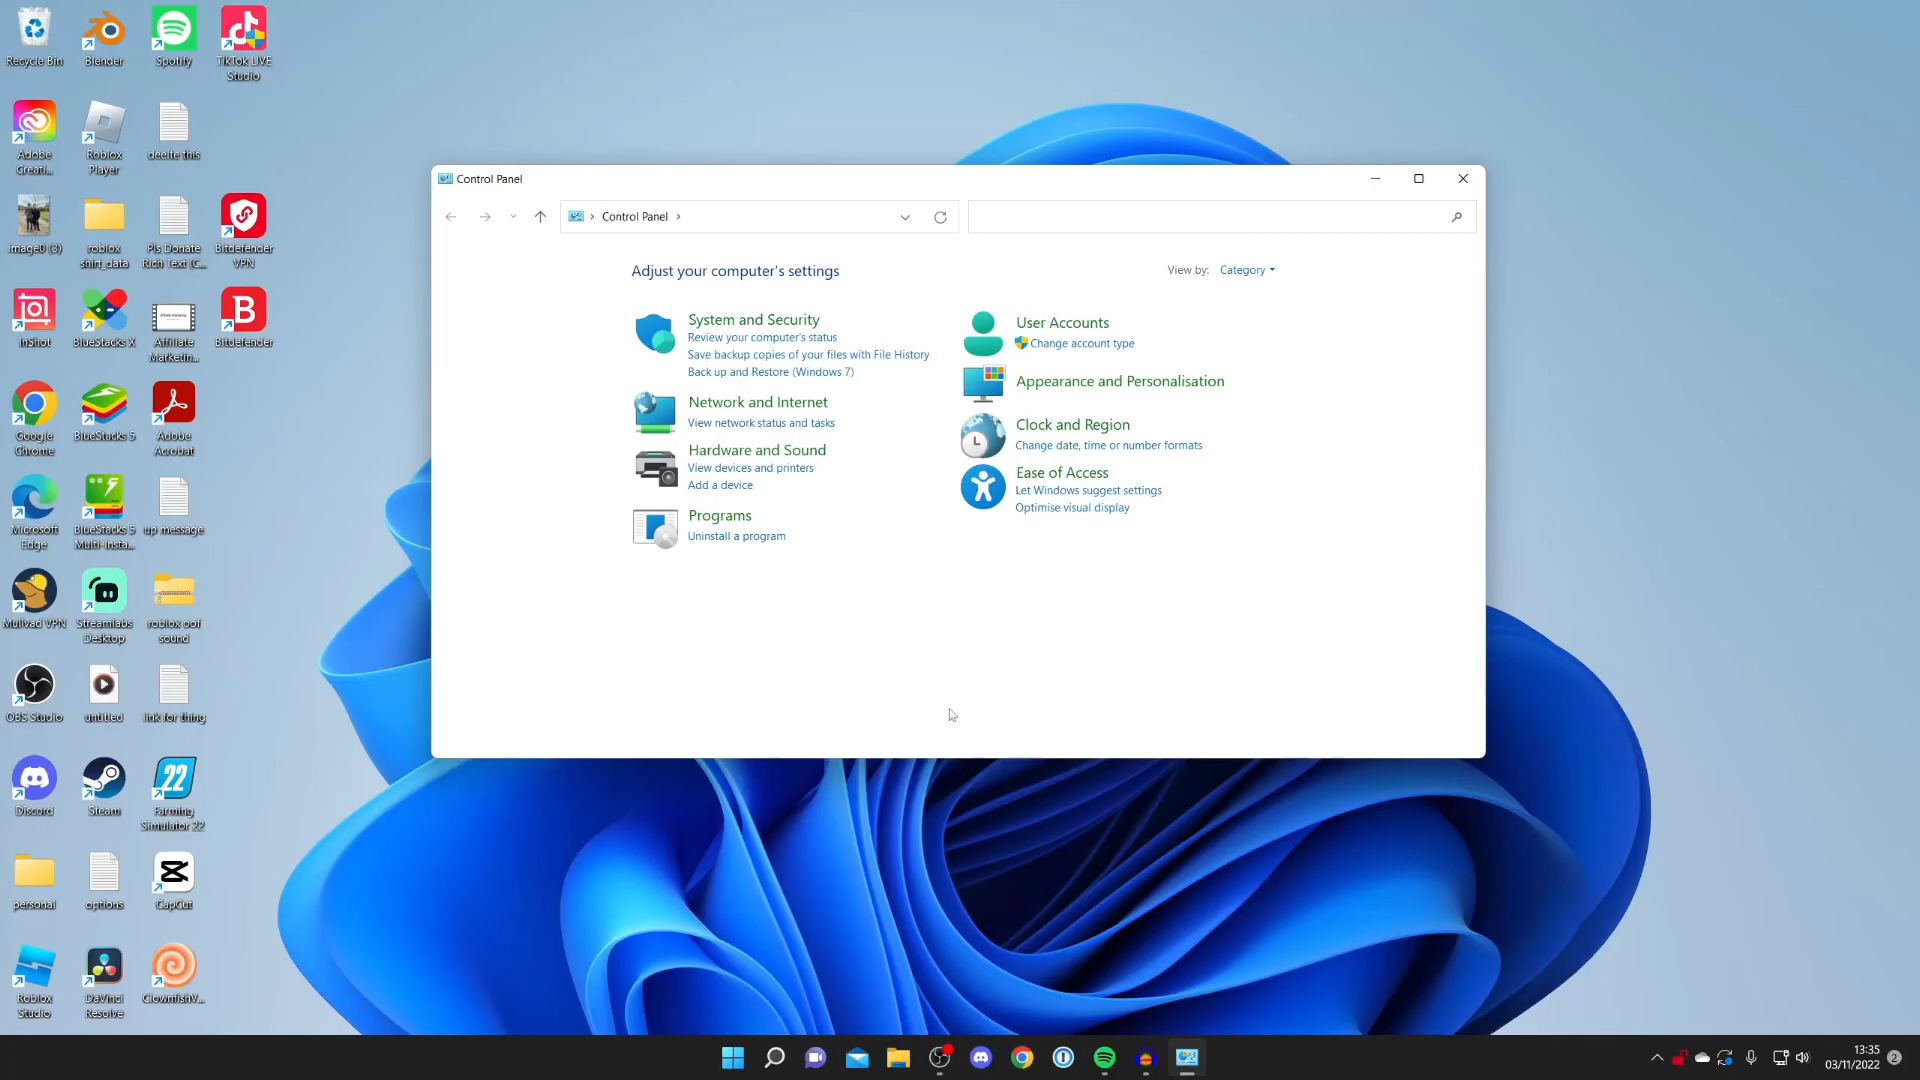 Recycle Bin
Blender
Spotify
TikTok LIVE
Studio
Adobe
Creati...
Roblox
Player
deelte this
image0 (3)
roblox
shirt_data
Pls Donate
Rich Text (C...
Bitdefender
VPN
InShot
BlueStacks X
Affiliate
Marketin...
Bitdefender
Google
Chrome
BlueStacks 5
Adobe
Acrobat
Microsoft
Edge
BlueStacks 5
Multi-Insta...
up message
Mullvad VPN
Streamlabs
Desktop
roblox oof
sound
OBS Studio
untitled
link for thing
Discord
Steam
22
Farming
Simulator 22
personal
options
CapCut
Roblox
Studio
DaVinci
Resolve
ClownfishV...
Control Panel
Control Panel
Adjust your computer's settings
View by: Category
System and Security
Review your computer's status
Save backup copies of your files with File History
Back up and Restore (Windows 7)
Network and Internet
View network status and tasks
Hardware and Sound
View devices and printers
Add a device
Programs
Uninstall a program
User Accounts
Change account type
Appearance and Personalisation
Clock and Region
Change date, time or number formats
Ease of Access
Let Windows suggest settings
Optimise visual display
13:35
03/11/2022
2